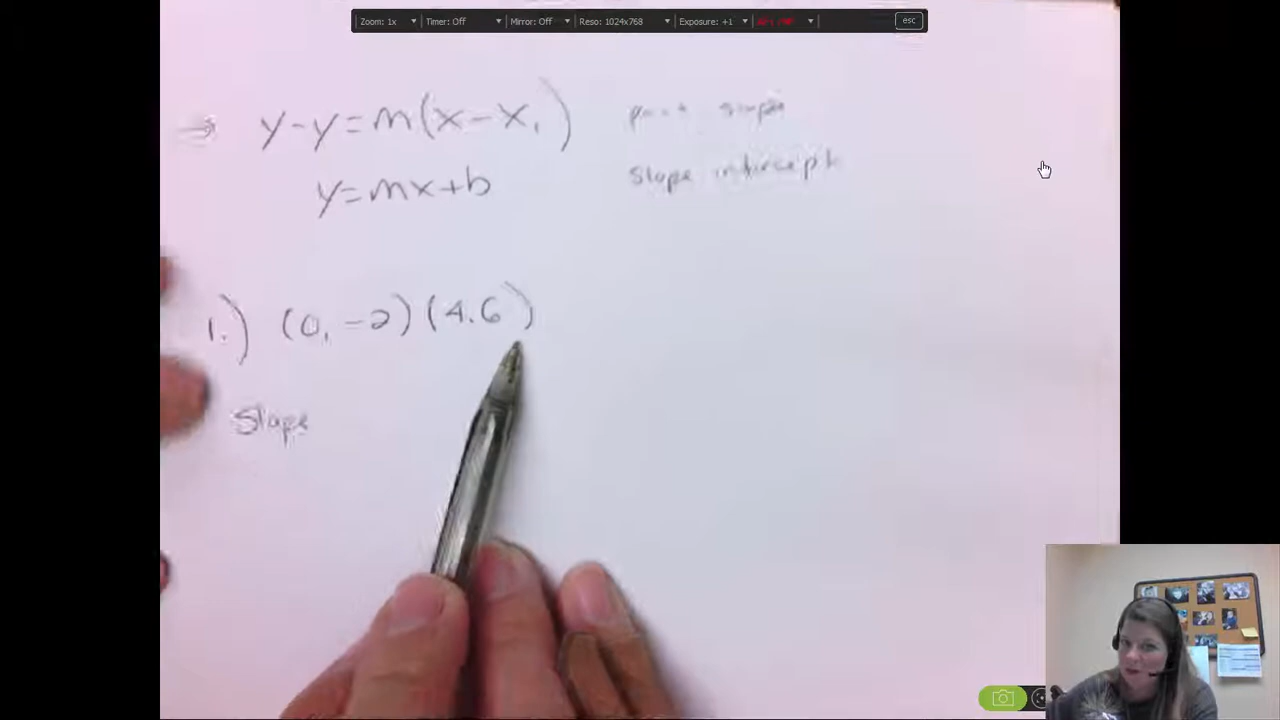 Zoom: 1x Timer: Off Mirror: Off Reso: 1024x768 Exposure: +1 esc
→ y-y=m(x-x₁) point slope
y=mx+b slope intercept
1.) (0, -2) (4.6)
Slope